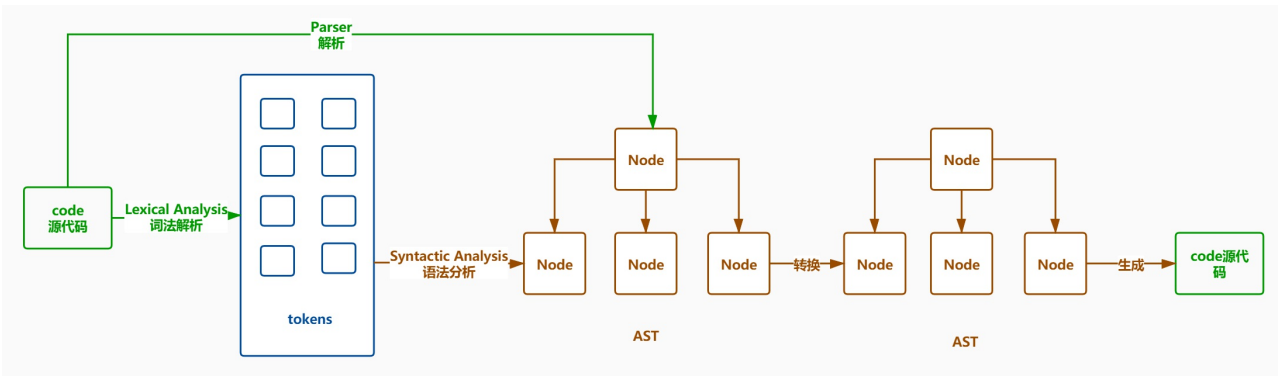 Parser
解析
code
源代码
Lexical Analysis
词法解析
tokens
Syntactic Analysis
语法分析
Node
Node
Node
Node
AST
转换
Node
Node
Node
Node
AST
生成
code源代
码